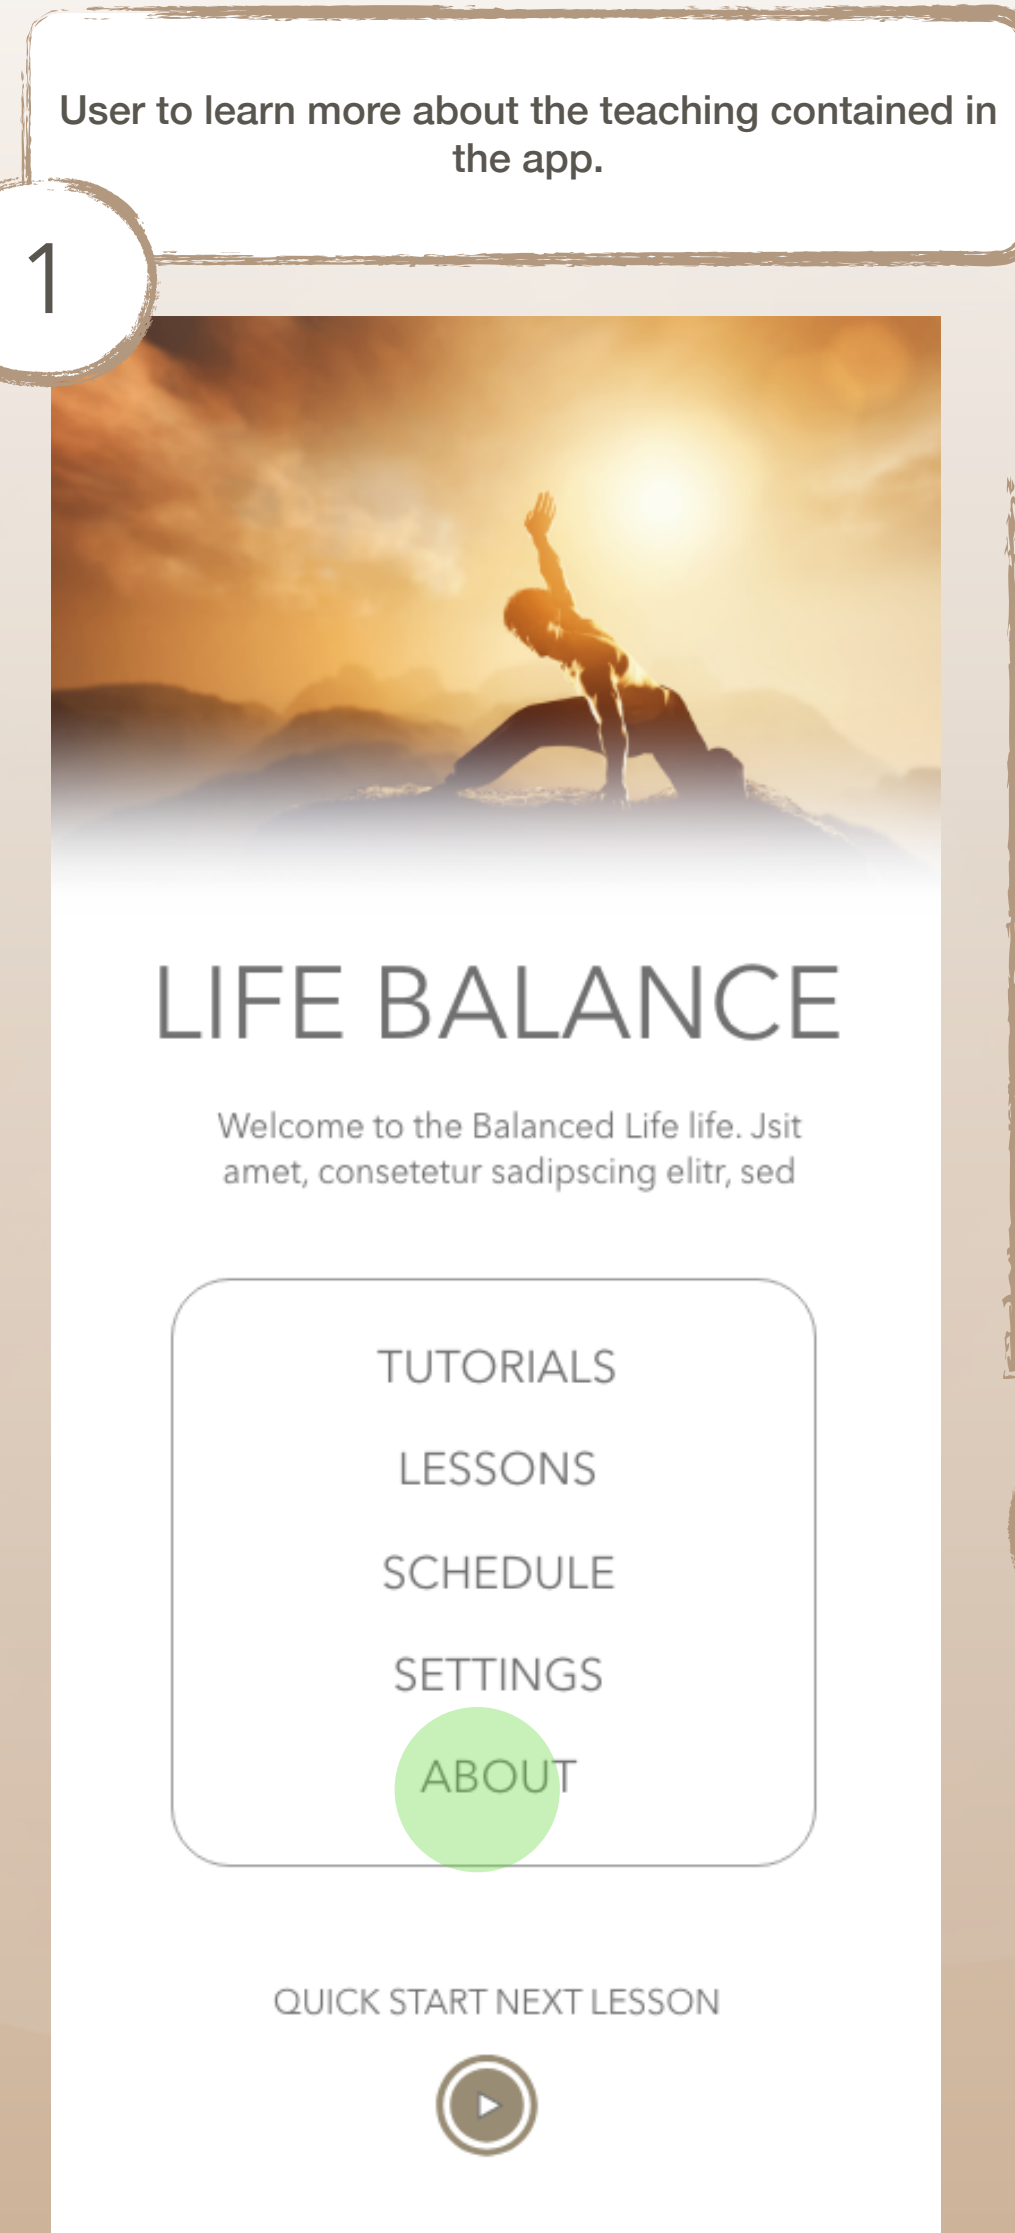 User to learn more about the teaching contained in
the app.
1
LIFE BALANCE
Welcome to the Balanced Life life. Jsit
amet, consetetur sadipscing elitr, sed
TUTORIALS
LESSONS
SCHEDULE
SETTINGS
ABOUT
QUICK START NEXT LESSON